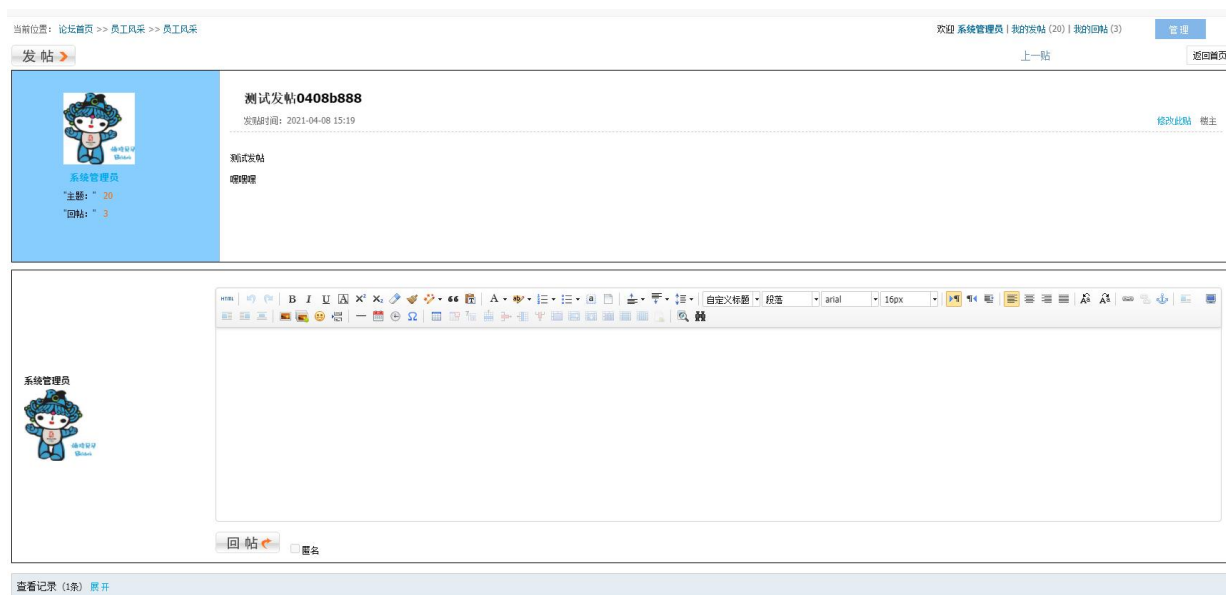 当前位置： 论坛首页 >> 员工风采 >> 员工风采
欢迎 系统管理员 | 我的发帖 (20) | 我的回帖 (3)
管理
发帖
上一贴
返回首页
测试发帖0408b888
发贴时间：2021-04-08 15:19
修改此贴 楼主
测试发帖
嘿嘿嘿
系统管理员
"主题：" 20
"回帖：" 3
HTML
自定义标题 段落 arial 16px
系统管理员
回帖
匿名
查看记录（1条） 展开